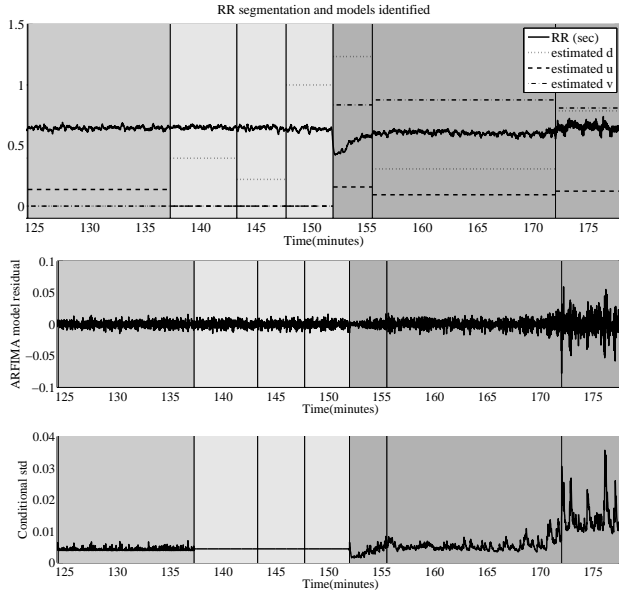 RR segmentation and models identified
1.5
1
0.5
0
RR (sec)
estimated d
estimated u
estimated v
125 130 135 140 145 150 155 160 165 170 175
Time(minutes)
ARFIMA model residual
0.1
0.05
0
−0.05
−0.1
125 130 135 140 145 150 155 160 165 170 175
Time(minutes)
Conditional std
0.04
0.03
0.02
0.01
0
125 130 135 140 145 150 155 160 165 170 175
Time(minutes)